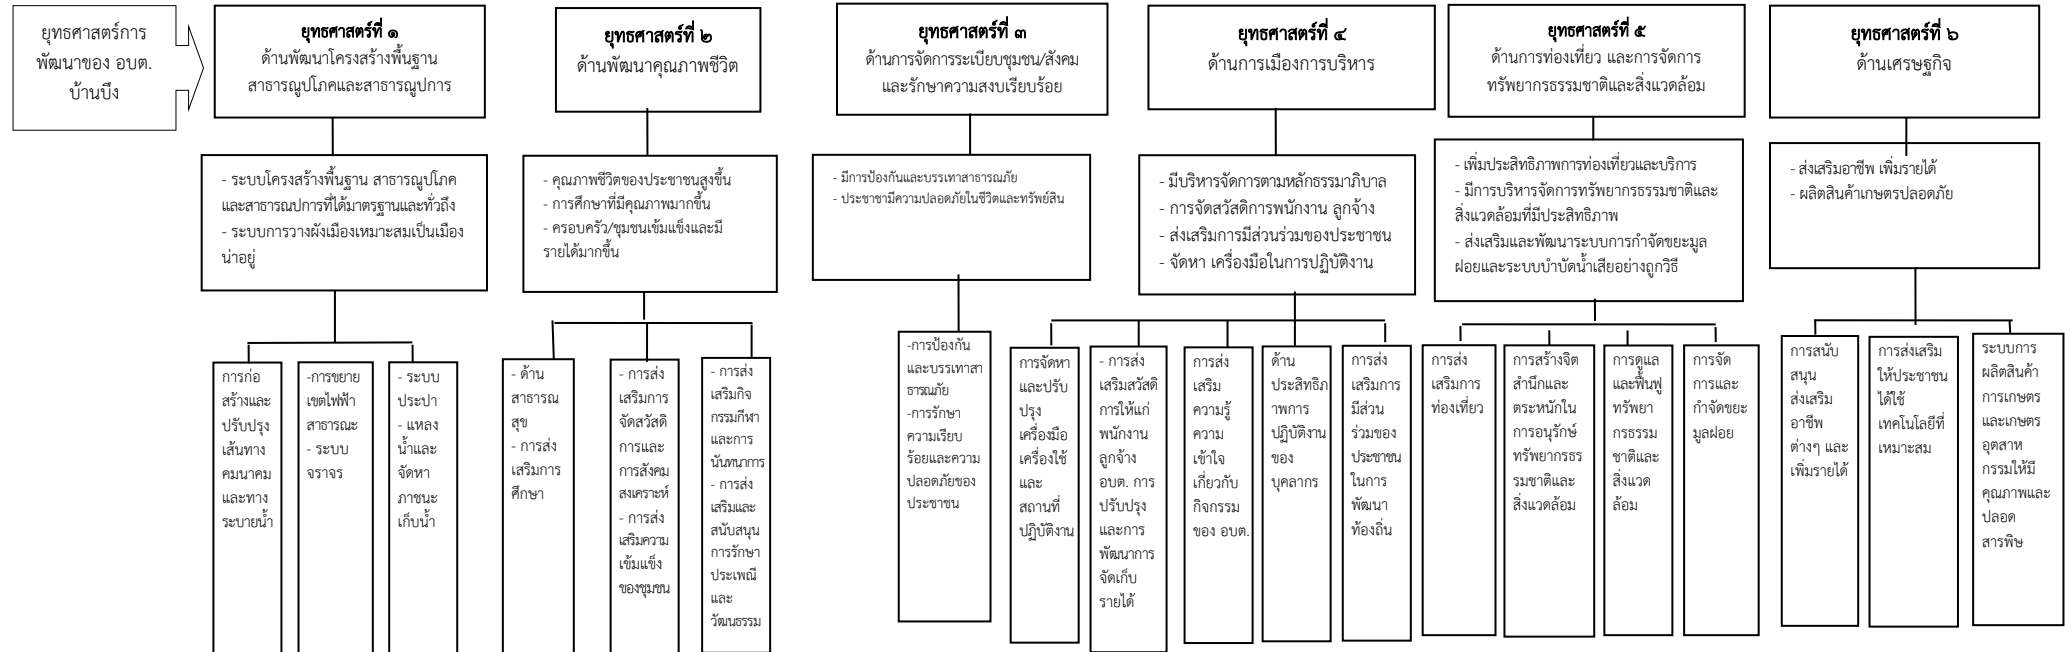 ยุทธศาสตร์การ
พัฒนาของ อบต.
บ้านบึง
ยุทธศาสตร์ที่ ๑
ด้านพัฒนาโครงสร้างพื้นฐาน
สาธารณูปโภคและสาธารณูปการ
ยุทธศาสตร์ที่ ๒
ด้านพัฒนาคุณภาพชีวิต
ยุทธศาสตร์ที่ ๓
ด้านการจัดการระเบียบชุมชน/สังคม
และรักษาความสงบเรียบร้อย
ยุทธศาสตร์ที่ ๔
ด้านการเมืองการบริหาร
ยุทธศาสตร์ที่ ๕
ด้านการท่องเที่ยว และการจัดการ
ทรัพยากรธรรมชาติและสิ่งแวดล้อม
ยุทธศาสตร์ที่ ๖
ด้านเศรษฐกิจ
- ระบบโครงสร้างพื้นฐาน สาธารณูปโภค
และสาธารณปการที่ได้มาตรฐานและทั่วถึง
- ระบบการวางผังเมืองเหมาะสมเป็นเมือง
น่าอยู่
- คุณภาพชีวิตของประชาชนสูงขึ้น
- การศึกษาที่มีคุณภาพมากขึ้น
- ครอบครัว/ชุมชนเข้มแข็งและมี
รายได้มากขึ้น
- มีการป้องกันและบรรเทาสาธารณภัย
- ประชาชามีความปลอดภัยในชีวิตและทรัพย์สิน
- มีบริหารจัดการตามหลักธรรมาภิบาล
- การจัดสวัสดิการพนักงาน ลูกจ้าง
- ส่งเสริมการมีส่วนร่วมของประชาชน
- จัดหา เครื่องมือในการปฏิบัติงาน
- เพิ่มประสิทธิภาพการท่องเที่ยวและบริการ
- มีการบริหารจัดการทรัพยากรธรรมชาติและ
สิ่งแวดล้อมที่มีประสิทธิภาพ
- ส่งเสริมและพัฒนาระบบการกำจัดขยะมูล
ฝอยและระบบบำบัดน้ำเสียอย่างถูกวิธี
- ส่งเสริมอาชีพ เพิ่มรายได้
- ผลิตสินค้าเกษตรปลอดภัย
การก่อ
สร้างและ
ปรับปรุง
เส้นทาง
คมนาคม
และทาง
ระบายน้ำ
-การขยาย
เขตไฟฟ้า
สาธารณะ
- ระบบ
จราจร
- ระบบ
ประปา
- แหลง
น้ำและ
จัดหา
ภาชนะ
เก็บน้ำ
- ด้าน
สาธารณ
สุข
- การส่ง
เสริมการ
ศึกษา
- การส่ง
เสริมการ
จัดสวัสดิ
การและ
การสังคม
สงเคราะห์
- การส่ง
เสริมความ
เข้มแข็ง
ของชุมชน
- การส่ง
เสริมกิจ
กรรมกีฬา
และการ
นันทนาการ
- การส่ง
เสริมและ
สนับสนุน
การรักษา
ประเพณี
และ
วัฒนธรรม
-การป้องกัน
และบรรเทาสา
ธารณภัย
-การรักษา
ความเรียบ
ร้อยและความ
ปลอดภัยของ
ประชาชน
การจัดหา
และปรับ
ปรุง
เครื่องมือ
เครื่องใช้
และ
สถานที่
ปฏิบัติงาน
- การส่ง
เสริมสวัสดิ
การให้แก่
พนักงาน
ลูกจ้าง
อบต. การ
ปรับปรุง
และการ
พัฒนาการ
จัดเก็บ
รายได้
การส่ง
เสริม
ความรู้
ความ
เข้าใจ
เกี่ยวกับ
กิจกรรม
ของ อบต.
ด้าน
ประสิทธิภ
าพการ
ปฏิบัติงาน
ของ
บุคลากร
การส่ง
เสริมการ
มีส่วน
ร่วมของ
ประชาชน
ในการ
พัฒนา
ท้องถิ่น
การส่ง
เสริมการ
ท่องเที่ยว
การสร้างจิต
สำนึกและ
ตระหนักใน
การอนุรักษ์
ทรัพยากรธร
รมชาติและ
สิ่งแวดล้อม
การดูแล
และฟื้นฟู
ทรัพยา
กรธรรม
ชาติและ
สิ่งแวด
ล้อม
การจัด
การและ
กำจัดขยะ
มูลฝอย
การสนับ
สนุน
ส่งเสริม
อาชีพ
ต่างๆ และ
เพิ่มรายได้
การส่งเสริม
ให้ประชาชน
ได้ใช้
เทคโนโลยีที่
เหมาะสม
ระบบการ
ผลิตสินค้า
การเกษตร
และเกษตร
อุตสาห
กรรมให้มี
คุณภาพและ
ปลอด
สารพิษ